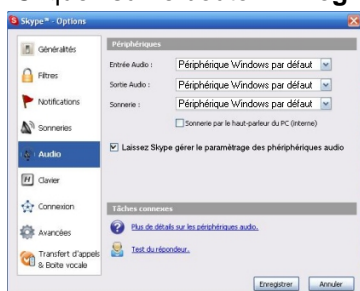 Skype™ - Options
Généralités
Filtres
Notifications
Sonneries
Audio
Clavier
Connexion
Avancées
Transfert d'appels
& Boite vocale
Périphériques
Entrée Audio :
Périphérique Windows par défaut
Sortie Audio :
Périphérique Windows par défaut
Sonnerie :
Périphérique Windows par défaut
Sonnerie par le haut-parleur du PC (interne)
Laissez Skype gérer le paramètrage des phériphériques audio
Tâches connexes
Plus de détails sur les périphériques audio.
Test du répondeur.
Enregistrer
Annuler